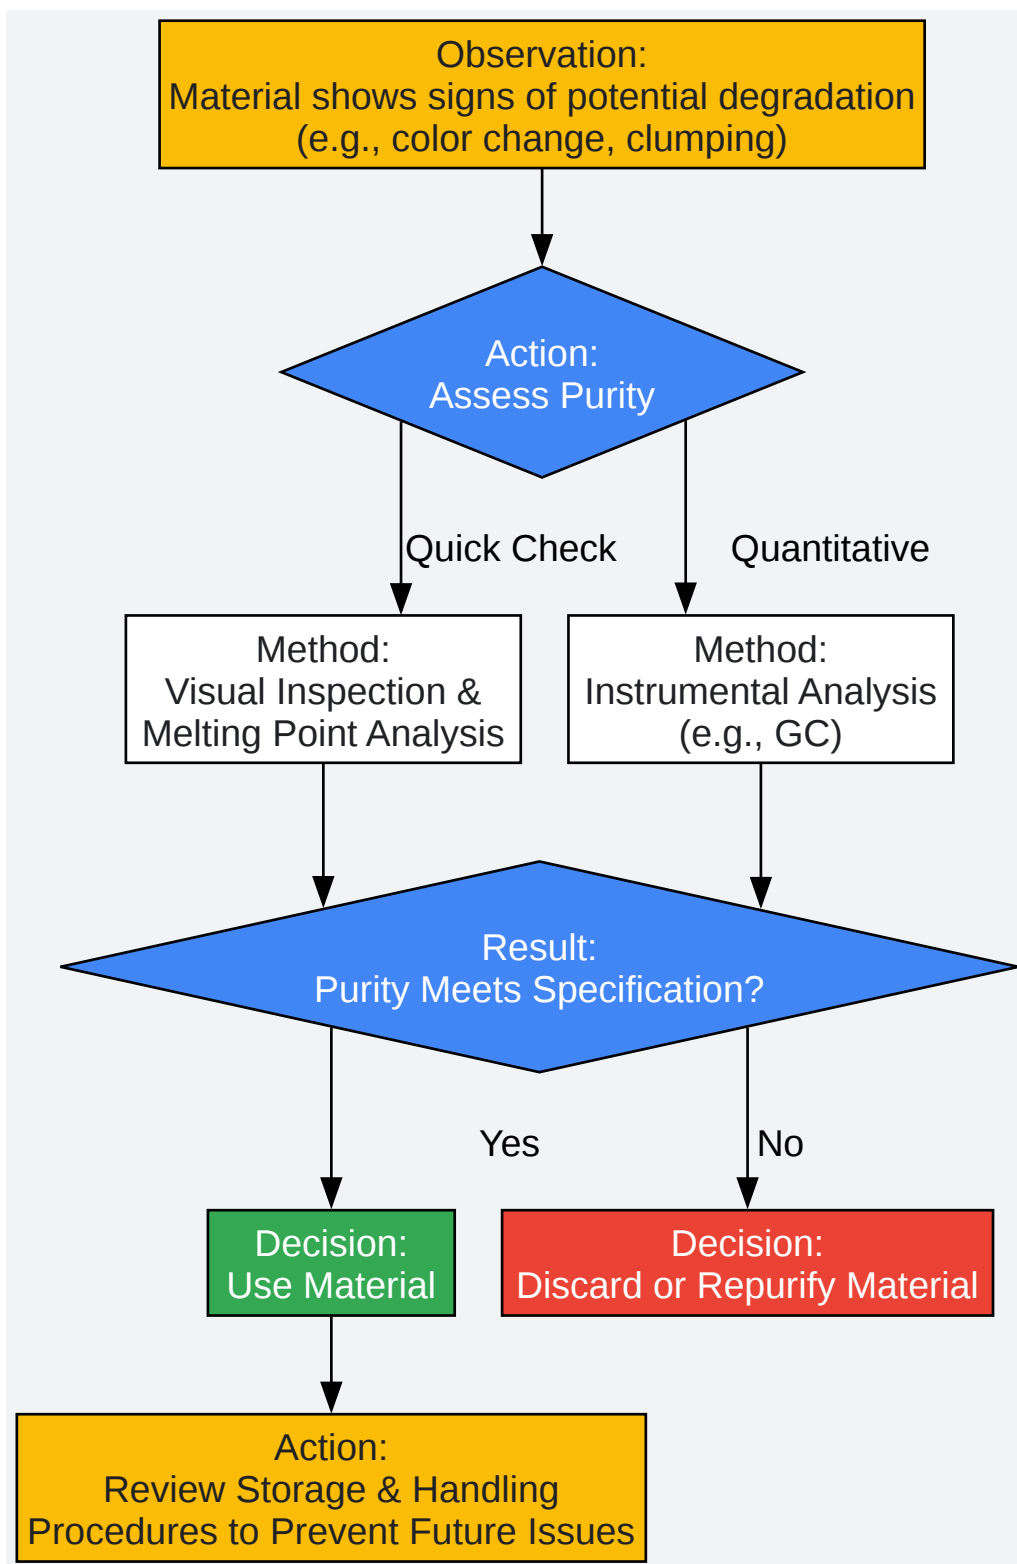 Observation:
Material shows signs of potential degradation
(e.g., color change, clumping)
Action:
Assess Purity
Quick Check
Quantitative
Method:
Visual Inspection &
Melting Point Analysis
Method:
Instrumental Analysis
(e.g., GC)
Result:
Purity Meets Specification?
Yes
No
Decision:
Use Material
Decision:
Discard or Repurify Material
Action:
Review Storage & Handling
Procedures to Prevent Future Issues